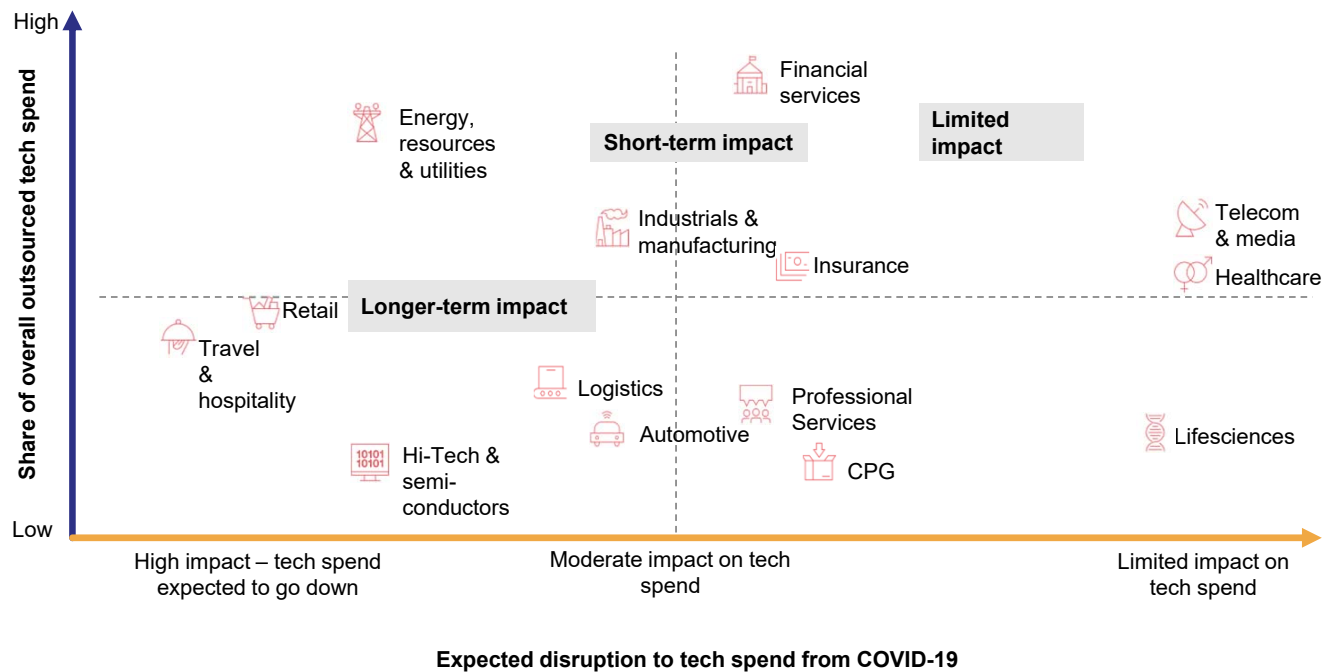 High
Share of overall outsourced tech spend
Low
Financial
services
Energy,
resources
& utilities
Short-term impact
Limited
impact
Industrials &
manufacturing
Insurance
Telecom
& media
Healthcare
Retail
Longer-term impact
Travel
&
hospitality
Logistics
Automotive
Professional
Services
Hi-Tech &
semi-
conductors
10101
10101
CPG
Lifesciences
High impact – tech spend
expected to go down
Moderate impact on tech
spend
Limited impact on
tech spend
Expected disruption to tech spend from COVID-19